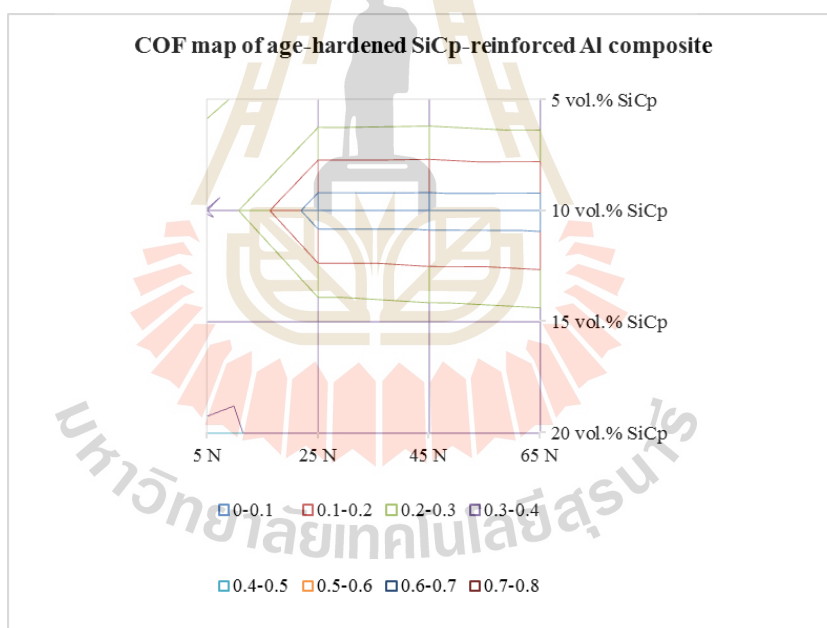 COF map of age-hardened SiCp-reinforced Al composite
5 vol.% SiCp
10 vol.% SiCp
15 vol.% SiCp
20 vol.% SiCp
5 N 25 N 45 N 65 N
0-0.1 0.1-0.2 0.2-0.3 0.3-0.4
0.4-0.5 0.5-0.6 0.6-0.7 0.7-0.8
มหาวิทยาลัยเทคโนโลยีสุรนารี